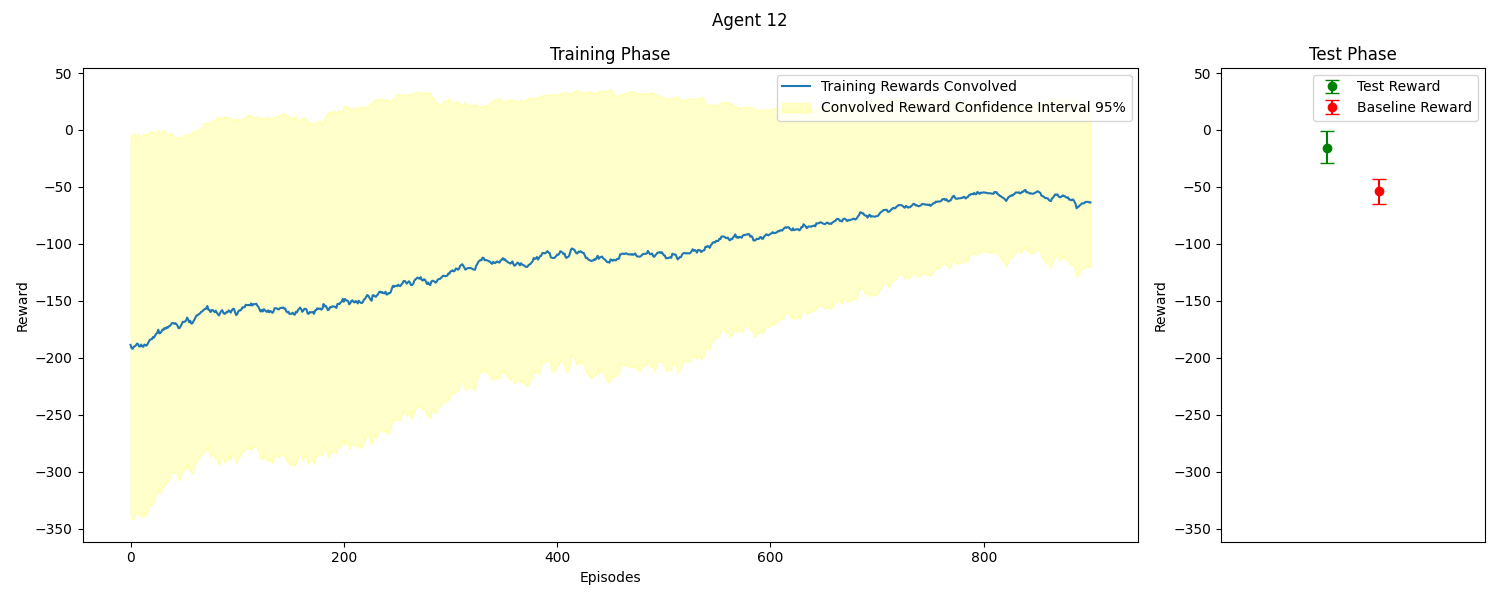 Agent 12
Training Phase
Training Rewards Convolved
Convolved Reward Confidence Interval 95%
50
0
−50
−100
−150
−200
−250
−300
−350
Reward
0
200
400
600
800
Episodes
Test Phase
Test Reward
Baseline Reward
50
0
−50
−100
−150
−200
−250
−300
−350
Reward